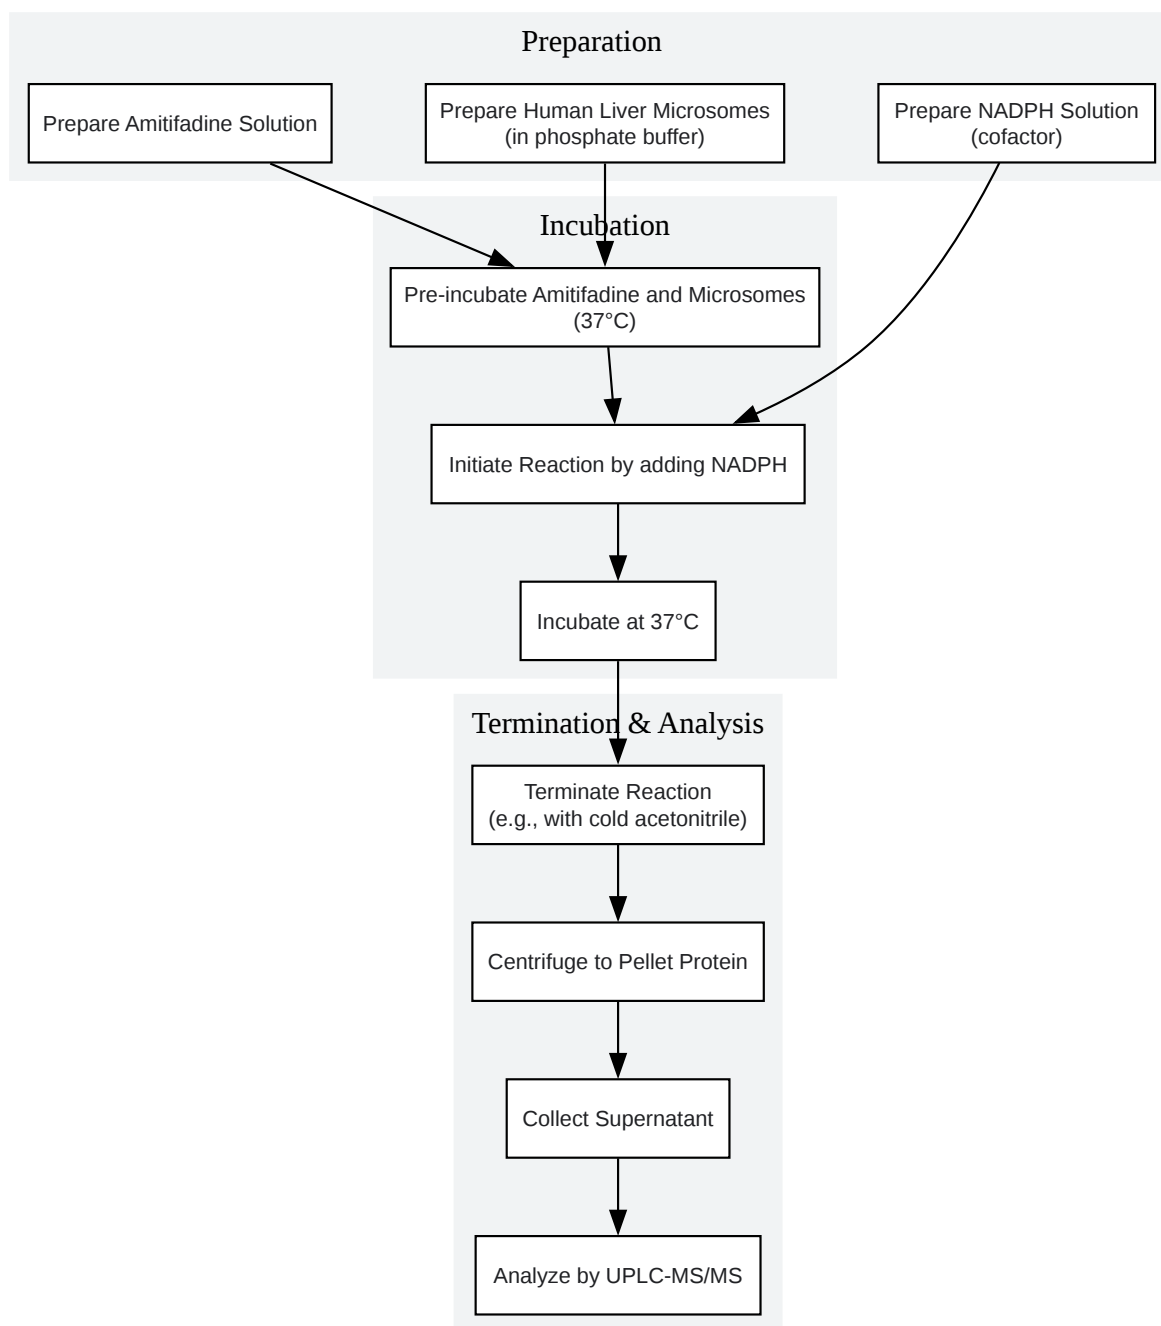 Preparation
Prepare Amitifadine Solution
Prepare Human Liver Microsomes
(in phosphate buffer)
Prepare NADPH Solution
(cofactor)
Incubation
Pre-incubate Amitifadine and Microsomes
(37°C)
Initiate Reaction by adding NADPH
Incubate at 37°C
Termination & Analysis
Terminate Reaction
(e.g., with cold acetonitrile)
Centrifuge to Pellet Protein
Collect Supernatant
Analyze by UPLC-MS/MS